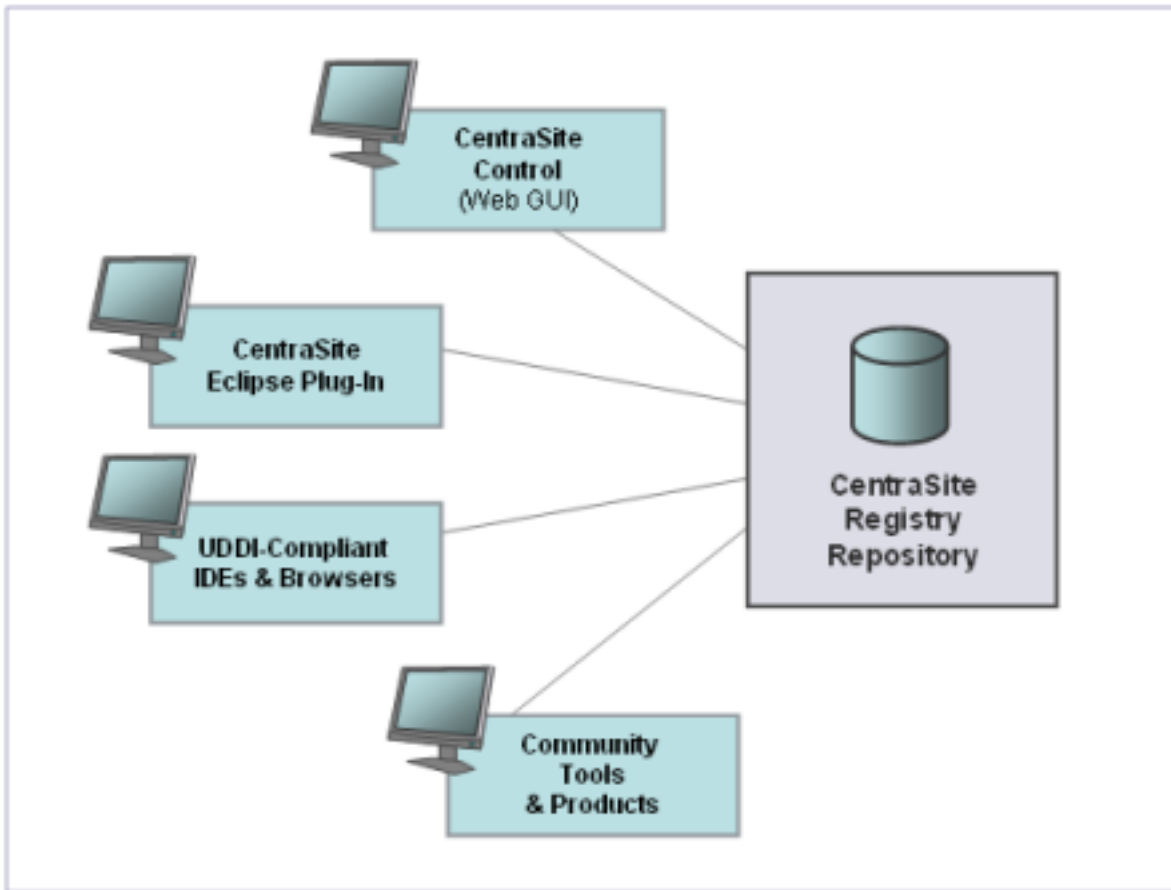 CentraSite
Control
(Web GUI)
CentraSite
Eclipse Plug-In
UDDI-Compliant
IDEs & Browsers
Community
Tools
& Products
CentraSite
Registry
Repository